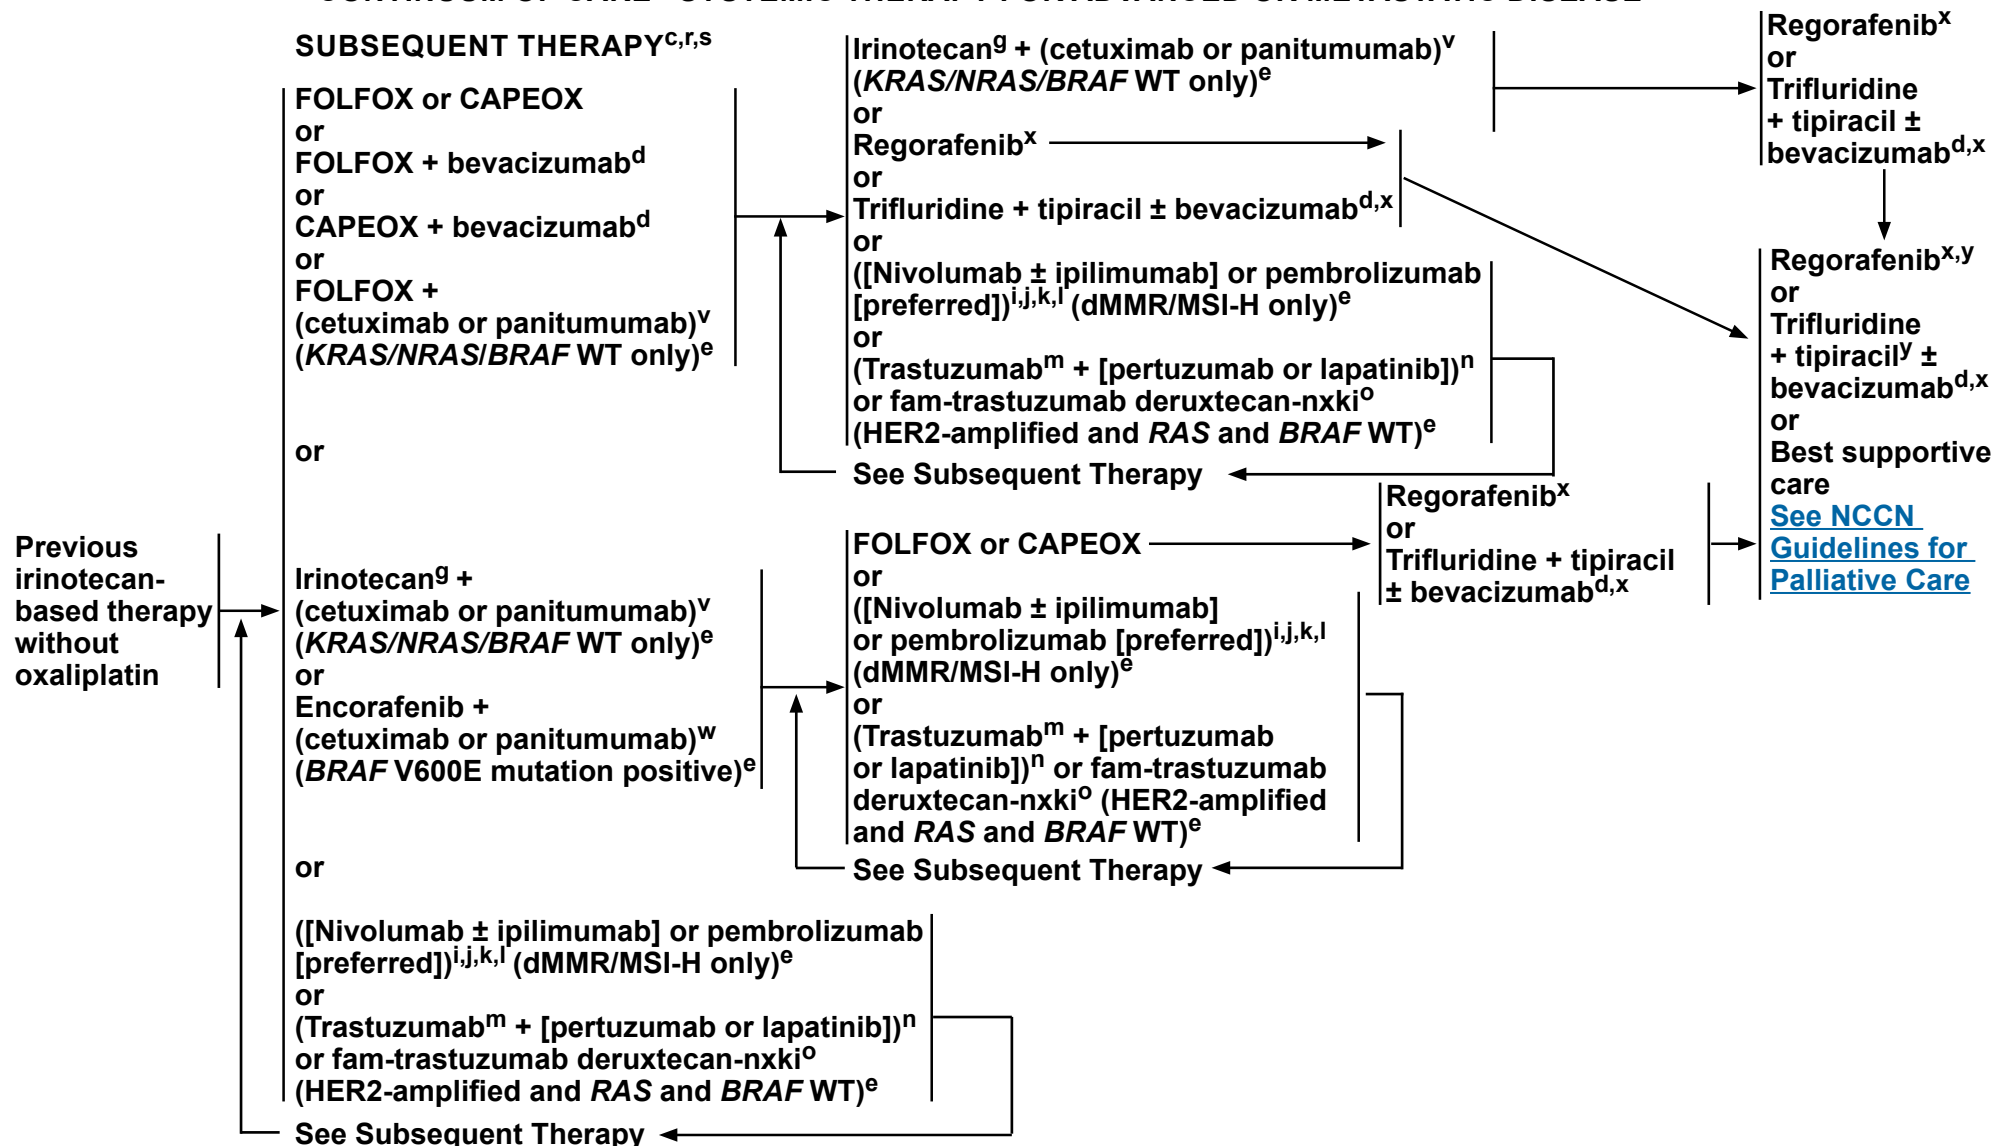 SUBSEQUENT THERAPYc,r,s
FOLFOX or CAPEOX
or
FOLFOX + bevacizumabd
or
CAPEOX + bevacizumabd
or
FOLFOX +
(cetuximab or panitumumab)v
(KRAS/NRAS/BRAF WT only)e
or
Irinotecang +
(cetuximab or panitumumab)v
(KRAS/NRAS/BRAF WT only)e
or
Encorafenib +
(cetuximab or panitumumab)w
(BRAF V600E mutation positive)e
or
([Nivolumab ± ipilimumab] or pembrolizumab
[preferred])i,j,k,l (dMMR/MSI-H only)e
or
(Trastuzumabm + [pertuzumab or lapatinib])n
or fam-trastuzumab deruxtecan-nxkio
(HER2-amplified and RAS and BRAF WT)e
See Subsequent Therapy
Previous
irinotecan-
based therapy
without
oxaliplatin
Irinotecang + (cetuximab or panitumumab)v
(KRAS/NRAS/BRAF WT only)e
or
Regorafenibx
or
Trifluridine + tipiracil ± bevacizumabd,x
or
([Nivolumab ± ipilimumab] or pembrolizumab
[preferred])i,j,k,l (dMMR/MSI-H only)e
or
(Trastuzumabm + [pertuzumab or lapatinib])n
or fam-trastuzumab deruxtecan-nxkio
(HER2-amplified and RAS and BRAF WT)e
See Subsequent Therapy
FOLFOX or CAPEOX
or
([Nivolumab ± ipilimumab]
or pembrolizumab [preferred])i,j,k,l
(dMMR/MSI-H only)e
or
(Trastuzumabm + [pertuzumab
or lapatinib])n or fam-trastuzumab
deruxtecan-nxkio (HER2-amplified
and RAS and BRAF WT)e
See Subsequent Therapy
Regorafenibx
or
Trifluridine + tipiracil
± bevacizumabd,x
Regorafenibx
or
Trifluridine
+ tipiracil ±
bevacizumabd,x
Regorafenibx,y
or
Trifluridine
+ tipiracily ±
bevacizumabd,x
or
Best supportive
care
See NCCN
Guidelines for
Palliative Care